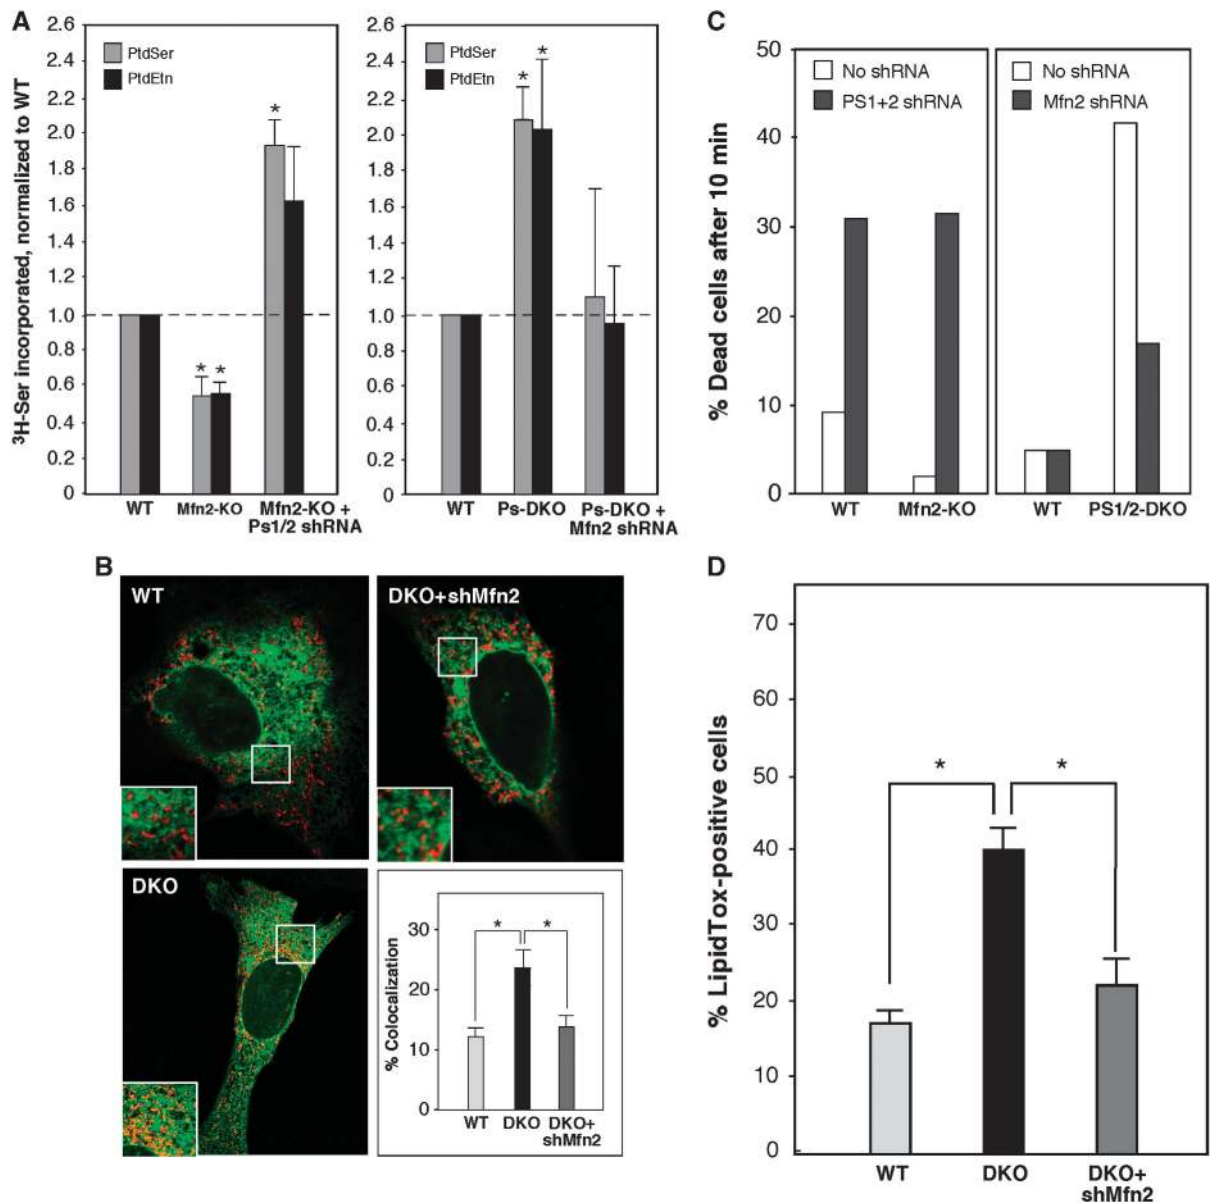 A
³H-Ser incorporated, normalized to WT
2.6
2.4
2.2
2.0
1.8
1.6
1.4
1.2
1.0
0.8
0.6
0.4
0.2
0
PtdSer
PtdEtn
*
* *
WT
Mfn2-KO
Mfn2-KO +
Ps1/2 shRNA
2.6
2.4
2.2
2.0
1.8
1.6
1.4
1.2
1.0
0.8
0.6
0.4
0.2
0
PtdSer
PtdEtn
* *
WT
Ps-DKO
Ps-DKO +
Mfn2 shRNA
C
% Dead cells after 10 min
50
40
30
20
10
0
No shRNA
PS1+2 shRNA
WT
Mfn2-KO
No shRNA
Mfn2 shRNA
WT
PS1/2-DKO
B
WT
DKO+shMfn2
DKO
% Colocalization
30
20
10
0
* *
WT
DKO
DKO+
shMfn2
D
% LipidTox-positive cells
70
60
50
40
30
20
10
0
* *
WT
DKO
DKO+
shMfn2